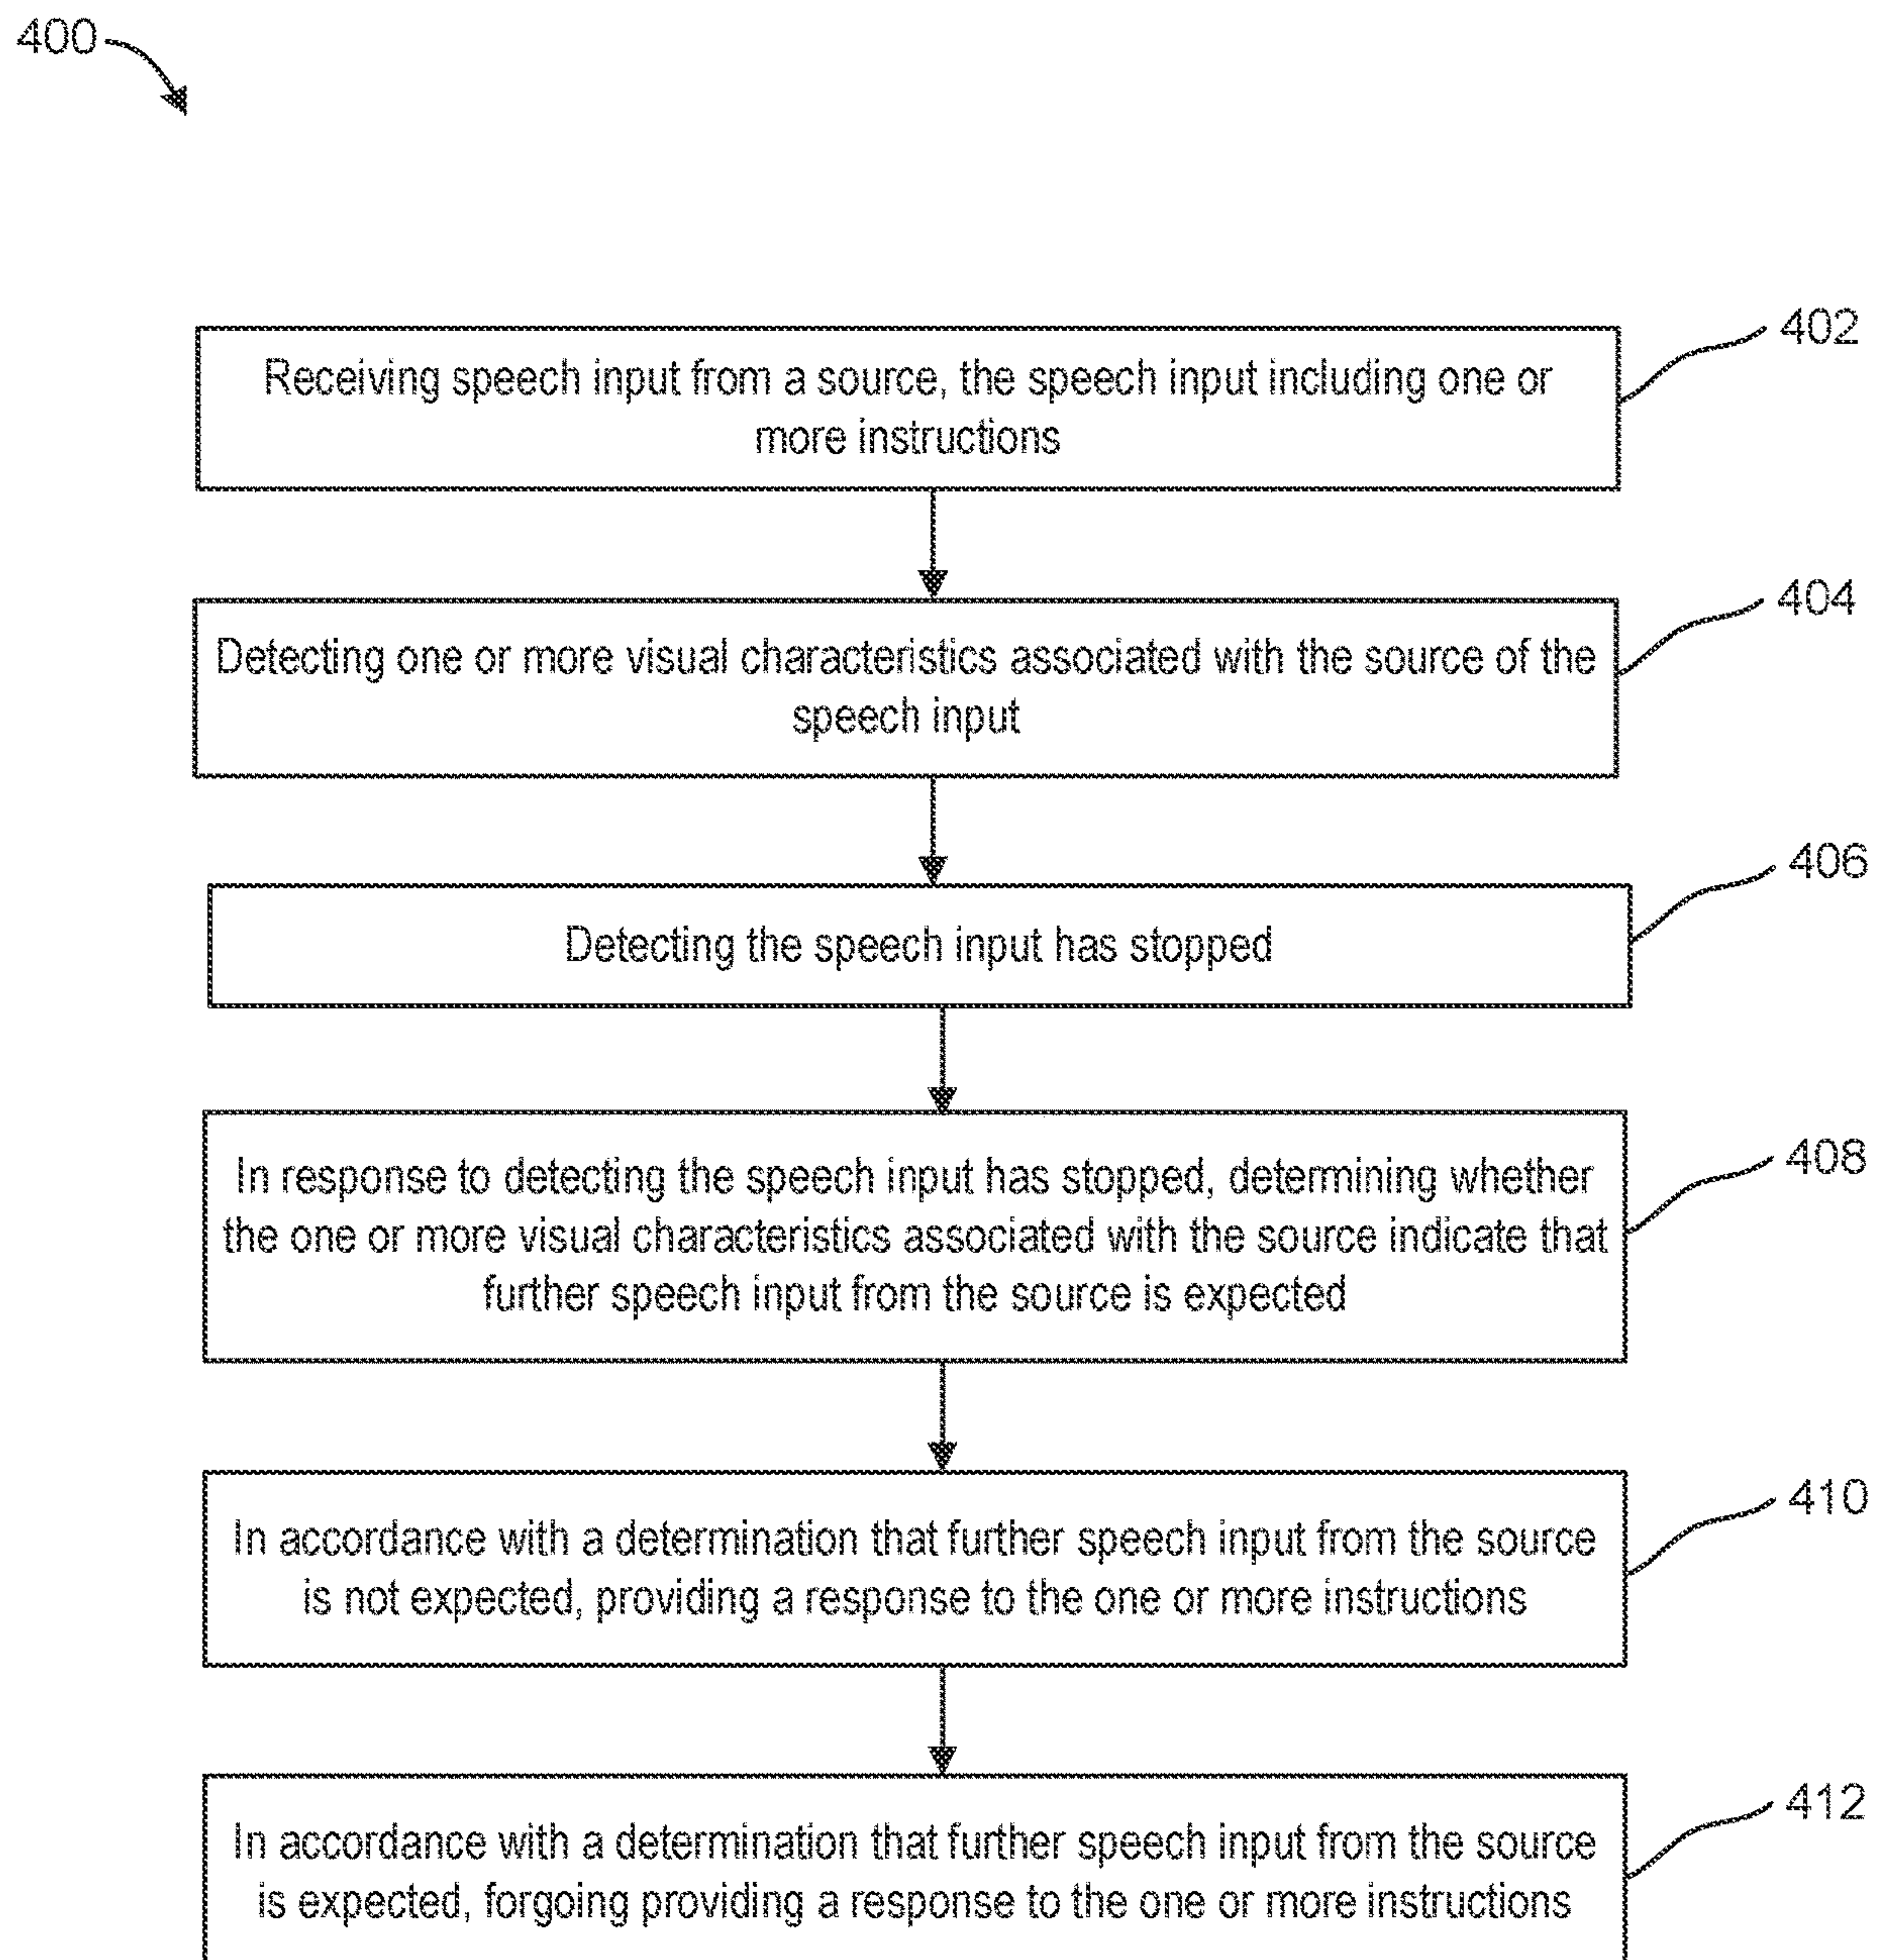 400
402
Receiving speech input from a source, the speech input including one or
more instructions
404
Detecting one or more visual characteristics associated with the source of the
speech input
406
Detecting the speech input has stopped
408
In response to detecting the speech input has stopped, determining whether
the one or more visual characteristics associated with the source indicate that
further speech input from the source is expected
410
In accordance with a determination that further speech input from the source
is not expected, providing a response to the one or more instructions
412
In accordance with a determination that further speech input from the source
is expected, forgoing providing a response to the one or more instructions